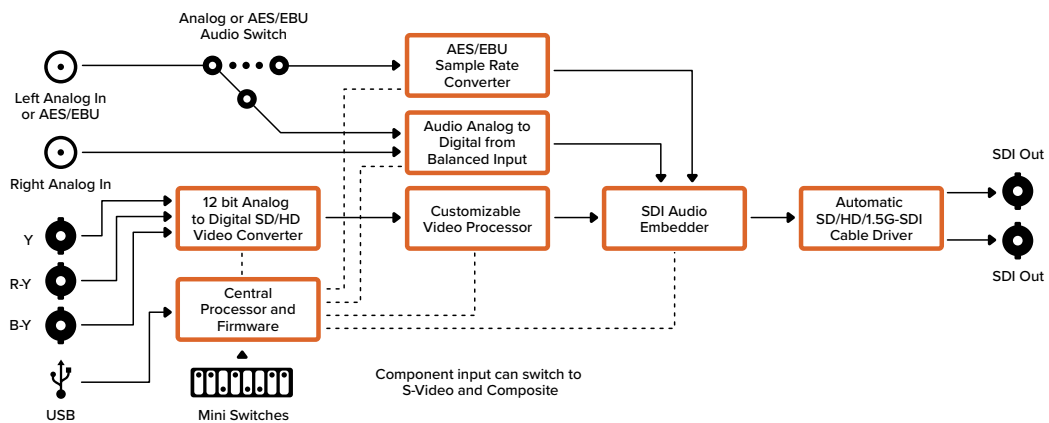 Analog or AES/EBU
Audio Switch
Left Analog In
or AES/EBU
Right Analog In
AES/EBU
Sample Rate
Converter
Audio Analog to
Digital from
Balanced Input
Y
R-Y
B-Y
USB
12 bit Analog
to Digital SD/HD
Video Converter
Customizable
Video Processor
SDI Audio
Embedder
Automatic
SD/HD/1.5G-SDI
Cable Driver
SDI Out
SDI Out
Central
Processor and
Firmware
Mini Switches
Component input can switch to
S-Video and Composite